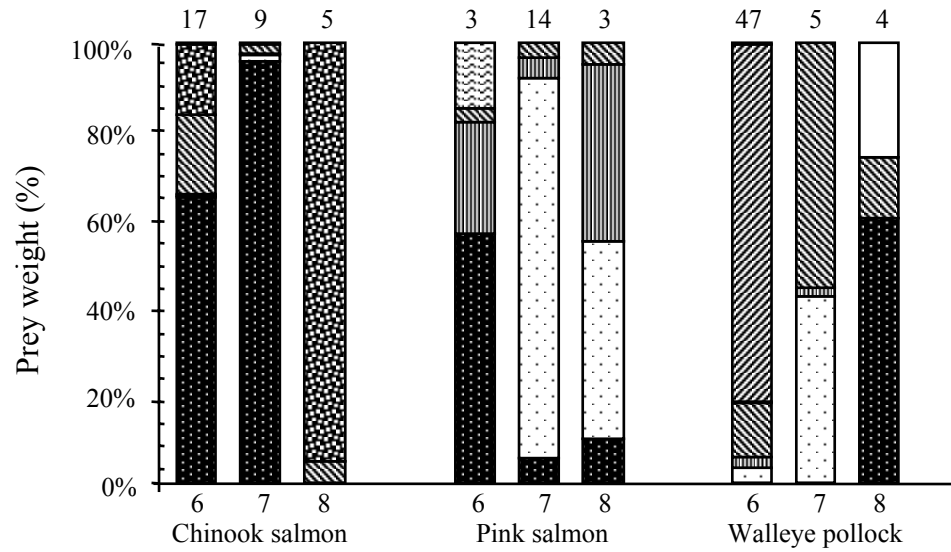 17 9 5 3 14 3 47 5 4
100%
80%
60%
40%
20%
0%
Prey weight (%)
6 7 8 6 7 8 6 7 8
Chinook salmon Pink salmon Walleye pollock